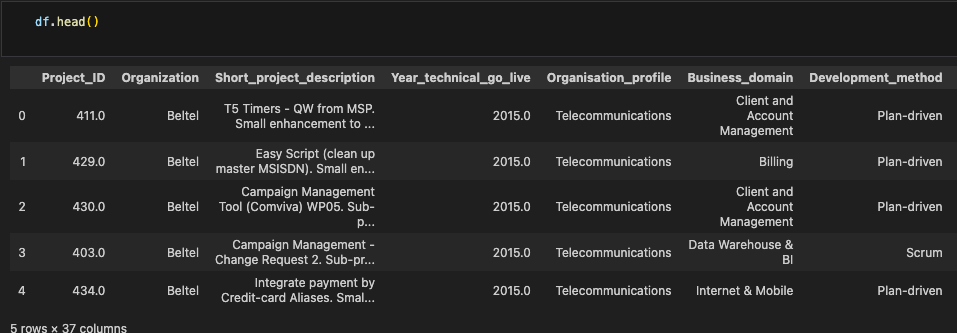 df.head()
Project_ID Organization Short_project_description Year_technical_go_live Organisation_profile Business_domain Development_method
0 411.0 Beltel T5 Timers - QW from MSP. Small enhancement to ... 2015.0 Telecommunications Client and Account Management Plan-driven
1 429.0 Beltel Easy Script (clean up master MSISDN). Small en... 2015.0 Telecommunications Billing Plan-driven
2 430.0 Beltel Campaign Management Tool (Comviva) WP05. Sub-p... 2015.0 Telecommunications Client and Account Management Plan-driven
3 403.0 Beltel Campaign Management - Change Request 2. Sub-pr... 2015.0 Telecommunications Data Warehouse & BI Scrum
4 434.0 Beltel Integrate payment by Credit-card Aliases. Smal... 2015.0 Telecommunications Internet & Mobile Plan-driven
5 rows × 37 columns